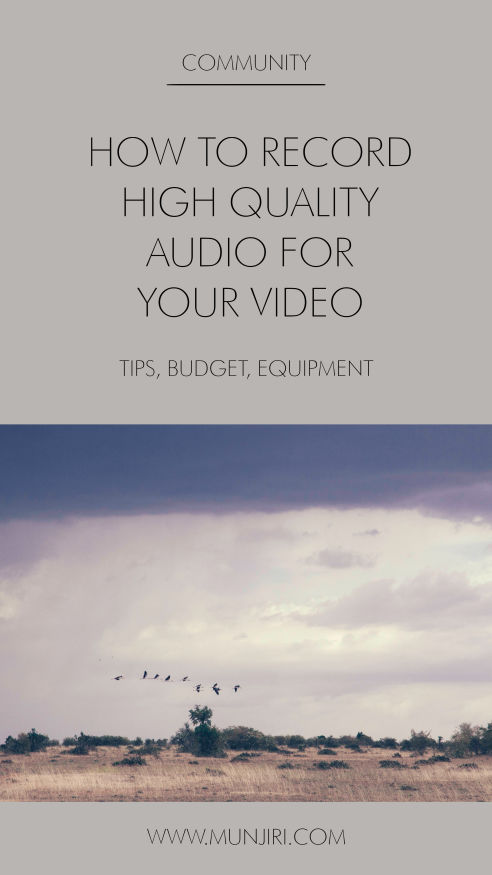 COMMUNITY
HOW TO RECORD
HIGH QUALITY
AUDIO FOR
YOUR VIDEO
TIPS, BUDGET, EQUIPMENT
WWW.MUNJIRI.COM